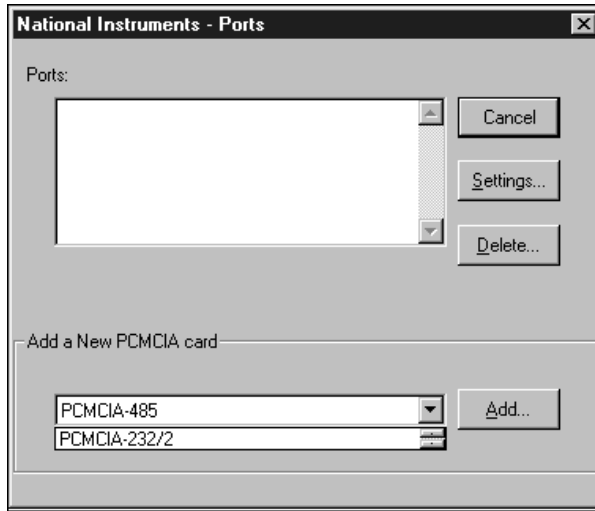 National Instruments - Ports
Ports:
Cancel
Settings...
Delete...
Add a New PCMCIA card
PCMCIA-485
Add...
PCMCIA-232/2